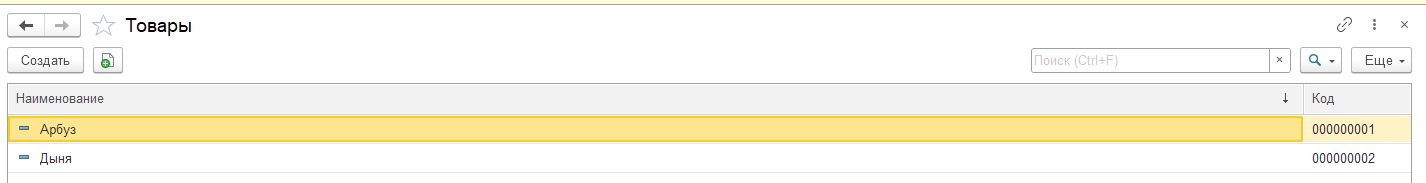 Товары
Создать Поиск (Ctrl+F) × Еще
Наименование ↓ Код
Арбуз 000000001
Дыня 000000002